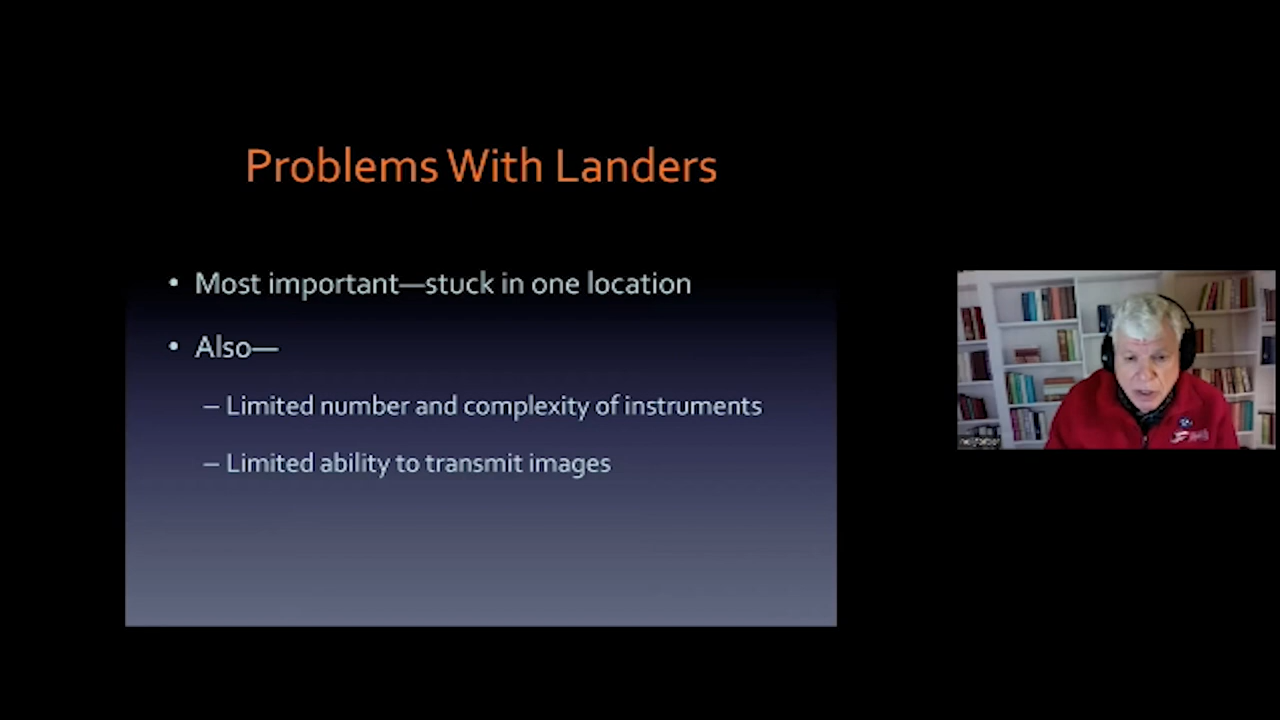 Problems With Landers
• Most important—stuck in one location
• Also—
– Limited number and complexity of instruments
– Limited ability to transmit images